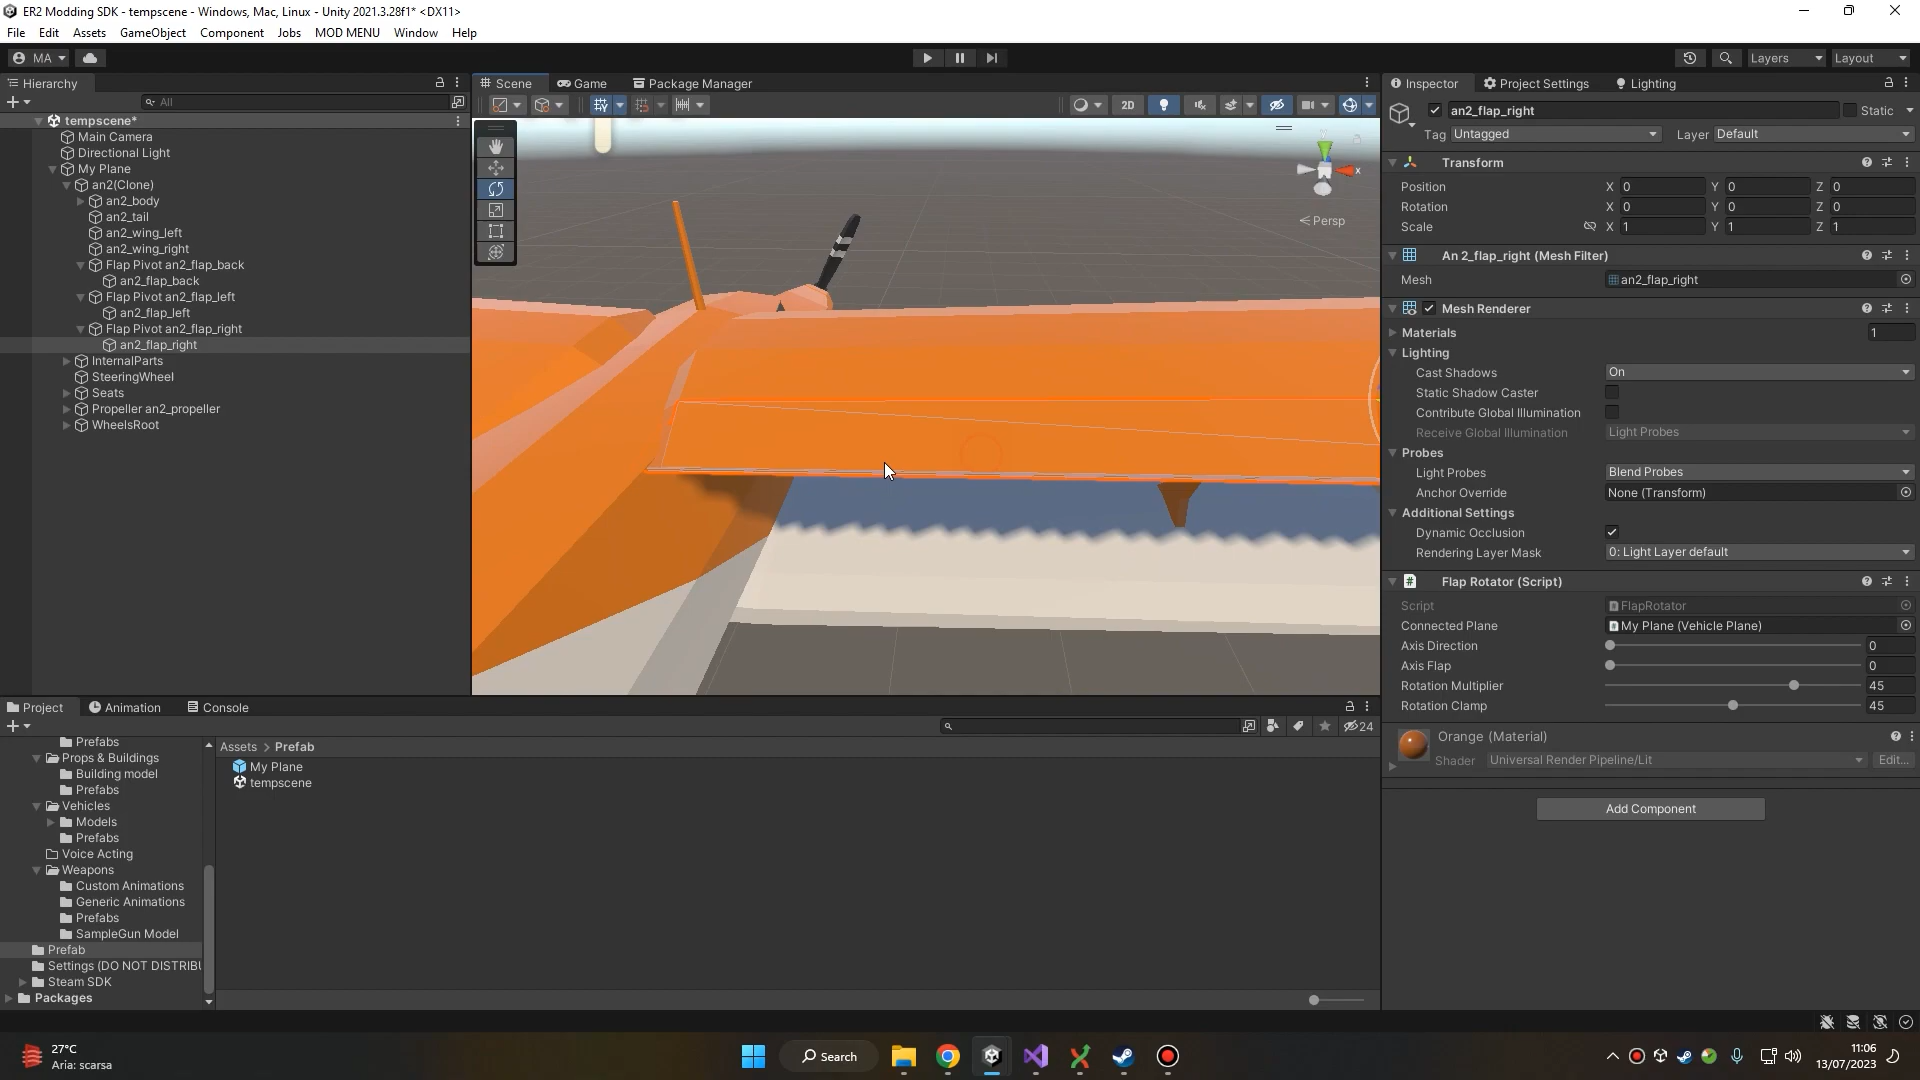 ER2 Modding SDK - tempscene - Windows, Mac, Linux - Unity 2021.3.28f1* <DX11>
File Edit Assets GameObject Component Jobs MOD MENU Window Help
MA
Layers
Layout
Hierarchy
All
Scene
Game
Package Manager
2D
x
Persp
tempscene*
Main Camera
Directional Light
My Plane
an2(Clone)
an2_body
an2_tail
an2_wing_left
an2_wing_right
Flap Pivot an2_flap_back
an2_flap_back
Flap Pivot an2_flap_left
an2_flap_left
Flap Pivot an2_flap_right
an2_flap_right
InternalParts
SteeringWheel
Seats
Propeller an2_propeller
WheelsRoot
Inspector
Project Settings
Lighting
an2_flap_right
Static
Tag Untagged
Layer Default
Transform
Position X 0 Y 0 Z 0
Rotation X 0 Y 0 Z 0
Scale X 1 Y 1 Z 1
An 2_flap_right (Mesh Filter)
Mesh an2_flap_right
Mesh Renderer
Materials 1
Lighting
Cast Shadows On
Static Shadow Caster
Contribute Global Illumination
Receive Global Illumination Light Probes
Probes
Light Probes Blend Probes
Anchor Override None (Transform)
Additional Settings
Dynamic Occlusion
Rendering Layer Mask 0: Light Layer default
Flap Rotator (Script)
Script FlapRotator
Connected Plane My Plane (Vehicle Plane)
Axis Direction 0
Axis Flap 0
Rotation Multiplier 45
Rotation Clamp 45
Orange (Material)
Shader Universal Render Pipeline/Lit Edit...
Add Component
Project
Animation
Console
24
Prefabs
Props & Buildings
Building model
Prefabs
Vehicles
Models
Prefabs
Voice Acting
Weapons
Custom Animations
Generic Animations
Prefabs
SampleGun Model
Prefab
Settings (DO NOT DISTRIBU
Steam SDK
Packages
Assets > Prefab
My Plane
tempscene
27°C
Aria: scarsa
Search
11:06
13/07/2023